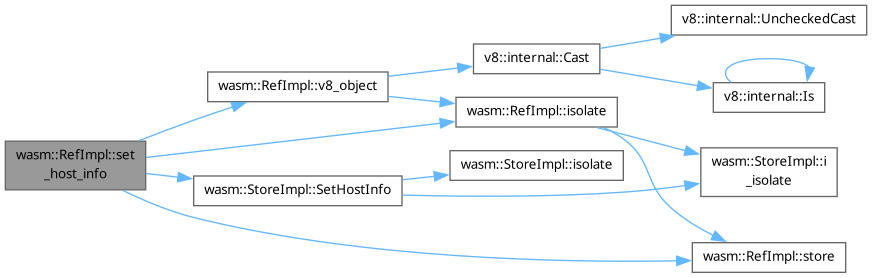 wasm::RefImpl::set
_host_info
wasm::RefImpl::v8_object
wasm::StoreImpl::SetHostInfo
v8::internal::Cast
wasm::RefImpl::isolate
wasm::StoreImpl::isolate
v8::internal::UncheckedCast
v8::internal::Is
wasm::StoreImpl::i
_isolate
wasm::RefImpl::store